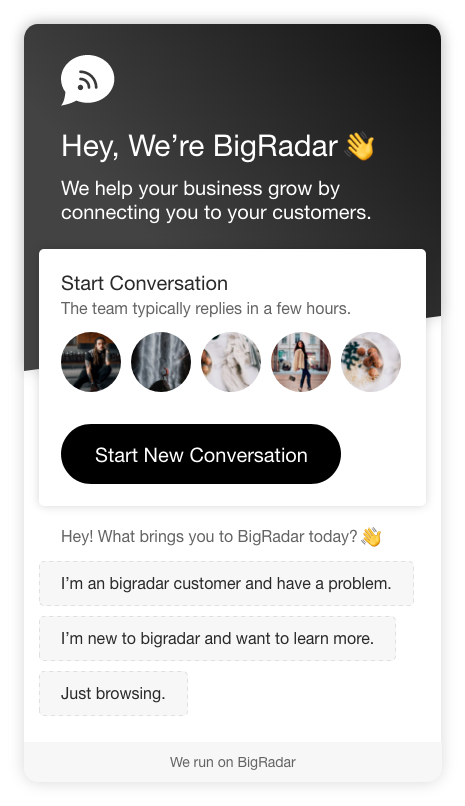 Hey, We’re BigRadar 👋
We help your business grow by
connecting you to your customers.
Start Conversation
The team typically replies in a few hours.
Start New Conversation
Hey! What brings you to BigRadar today? 👋
I’m an bigradar customer and have a problem.
I’m new to bigradar and want to learn more.
Just browsing.
We run on BigRadar